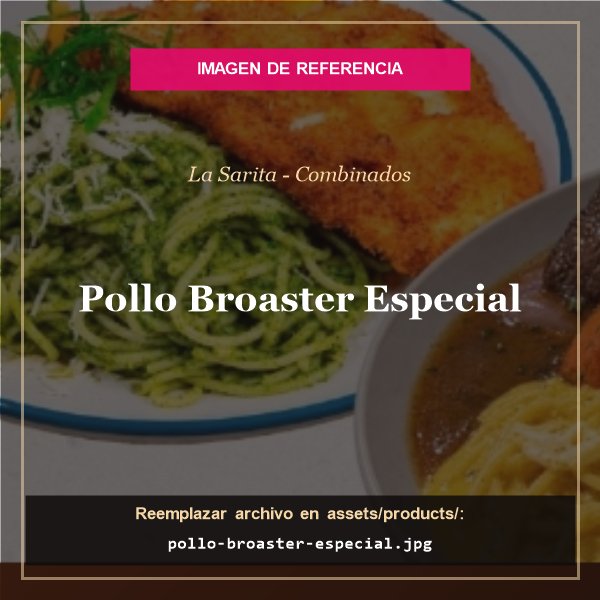 IMAGEN DE REFERENCIA
La Sarita - Combinados
Pollo Broaster Especial
Reemplazar archivo en assets/products/:
pollo-broaster-especial.jpg